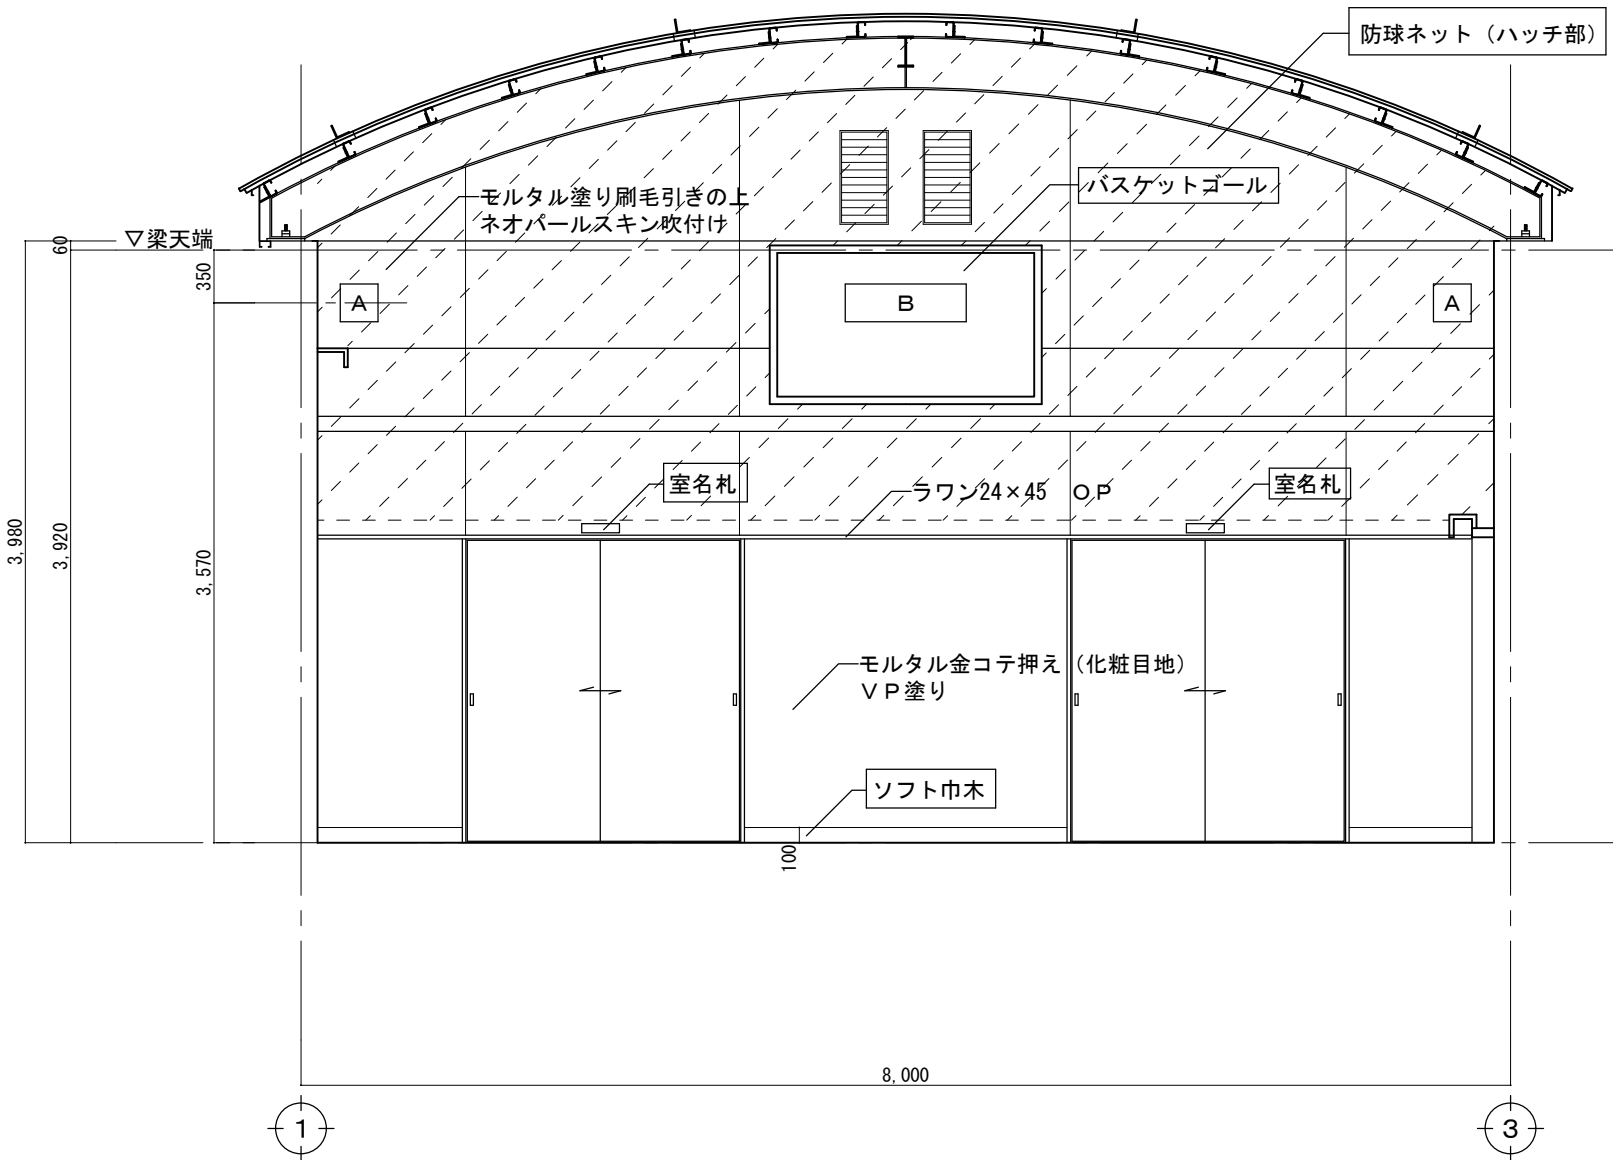 防球ネット（ハッチ部）
バスケットゴール
モルタル塗り刷毛引きの上
ネオパールスキン吹付け
▽梁天端
60
350
A
B
A
室名札
ラワン24×45　ＯＰ
室名札
3,980
3,920
3,570
モルタル金コテ押え（化粧目地）
ＶＰ塗り
ソフト巾木
100
8,000
1
3